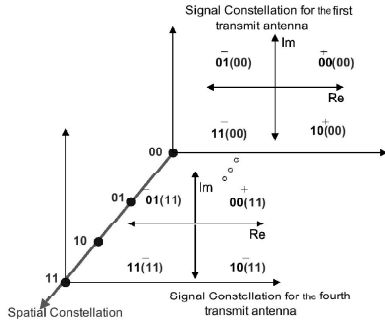 Signal Constellation for the first
transmit antenna
Im
01(00) 00(00)
Re
11(00) 10(00)
00
01
01(11) 00(11)
Im
10
Re
11(11) 10(11)
11
Signal Constellation for the fourth
transmit antenna
Spatial Constellation